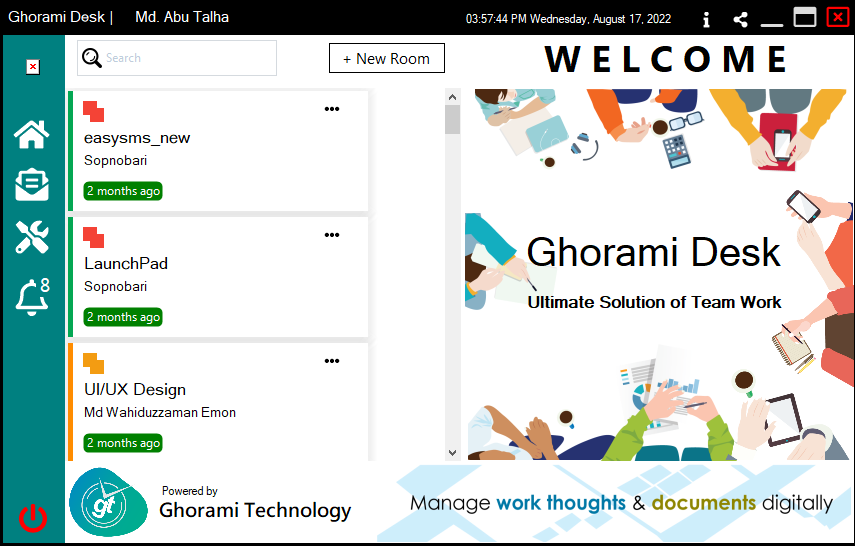 Ghorami Desk |
Md. Abu Talha
03:57:44 PM Wednesday, August 17, 2022
Search
+ New Room
WELCOME
easysms_new
Sopnobari
2 months ago
LaunchPad
Sopnobari
2 months ago
UI/UX Design
Md Wahiduzzaman Emon
2 months ago
8
Ghorami Desk
Ultimate Solution of Team Work
gt
Powered by
Ghorami Technology
Manage work thoughts & documents digitally